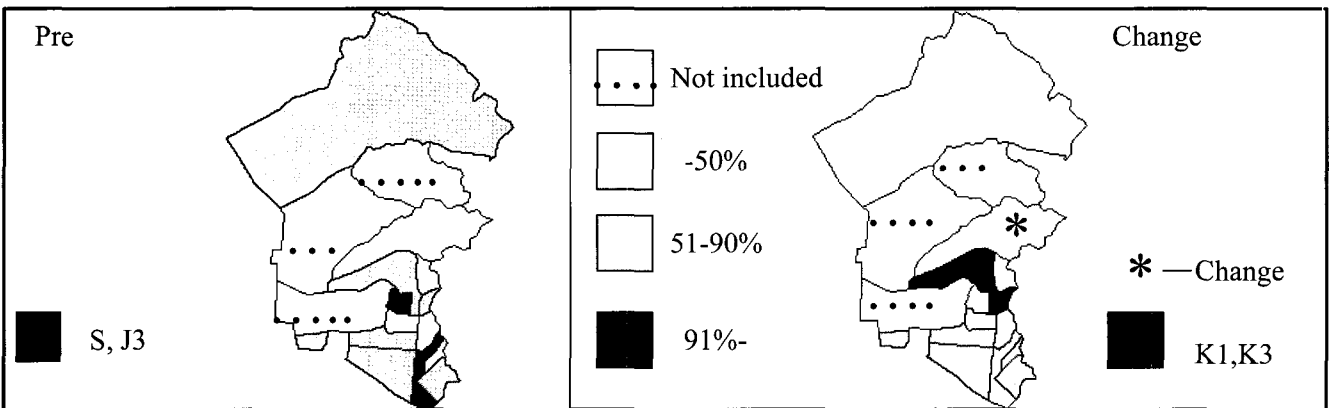 Pre
Change
Not included
-50%
51-90%
* — Change
S, J3
91%-
K1,K3